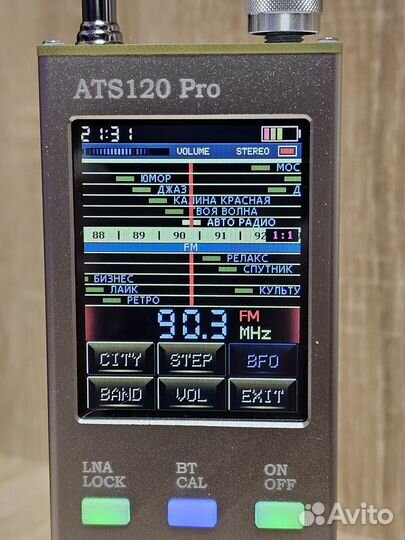 ATS120 Pro
21:31
VOLUME STEREO
МОС
ЮМОР
ДЖАЗ Д
КАЛИНА КРАСНАЯ
ВОЯ ВОЛНА
АВТО РАДИО
88 | 89 | 90 | 91 | 92 1:1
FM
РЕЛАКС
СПУТНИК
БИЗНЕС
ЛАЙК КУЛЬТУ
РЕТРО
90.3 FM
MHz
CITY STEP BFO
BAND VOL EXIT
LNA LOCK
BT CAL
ON OFF
Avito